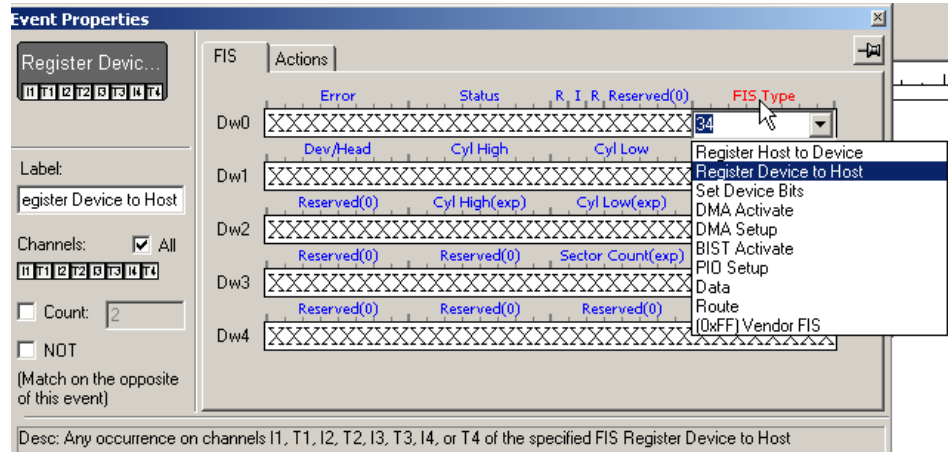 Event Properties
Register Devic...
I1 T1 I2 T2 I3 T3 I4 T4
Label:
egister Device to Host
Channels: All
I1 T1 I2 T2 I3 T3 I4 T4
Count: 2
NOT
(Match on the opposite
of this event)
FIS Actions
Error Status R I R Reserved(0) FIS Type
Dw0 XXXXXXXXXXXXXXXXXXXXXXXX 34
Dev/Head Cyl High Cyl Low
Dw1 XXXXXXXXXXXXXXXXXXXXXXXX
Reserved(0) Cyl High(exp) Cyl Low(exp)
Dw2 XXXXXXXXXXXXXXXXXXXXXXXX
Reserved(0) Reserved(0) Sector Count(exp)
Dw3 XXXXXXXXXXXXXXXXXXXXXXXX
Reserved(0) Reserved(0) Reserved(0)
Dw4 XXXXXXXXXXXXXXXXXXXXXXXXXXXXXXXX
Register Host to Device
Register Device to Host
Set Device Bits
DMA Activate
DMA Setup
BIST Activate
PIO Setup
Data
Route
(0xFF) Vendor FIS
Desc: Any occurrence on channels I1, T1, I2, T2, I3, T3, I4, or T4 of the specified FIS Register Device to Host